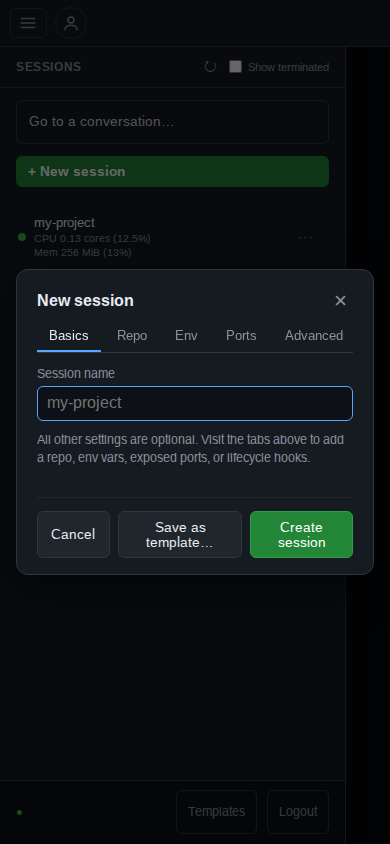 SESSIONS
Show terminated
Go to a conversation…
+ New session
my-project
CPU 0.13 cores (12.5%)
Mem 256 MiB (13%)
New session
Basics Repo Env Ports Advanced
Session name
my-project
All other settings are optional. Visit the tabs above to add
a repo, env vars, exposed ports, or lifecycle hooks.
Cancel
Save as
template…
Create
session
Templates
Logout